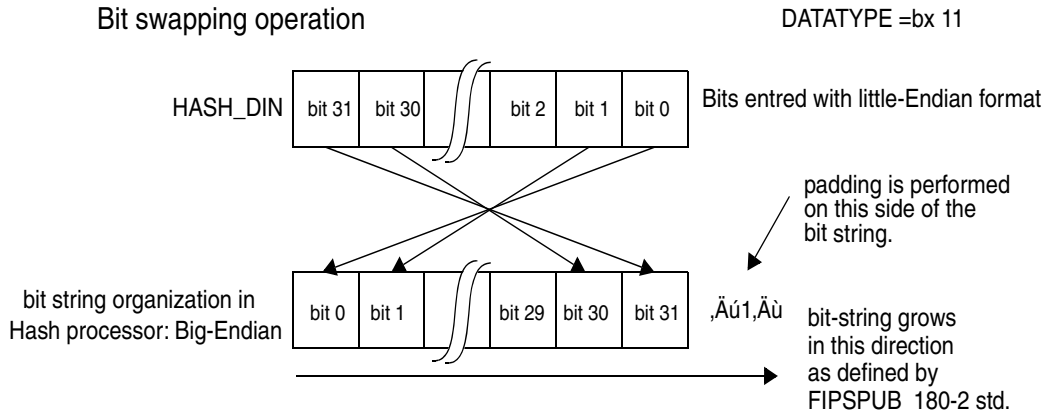 Bit swapping operation
DATATYPE =bx 11
HASH_DIN
bit 31 bit 30 bit 2 bit 1 bit 0
Bits entred with little-Endian format
padding is performed
on this side of the
bit string.
bit string organization in
Hash processor: Big-Endian
bit 0 bit 1 bit 29 bit 30 bit 31
‚Äú1‚Äù
bit-string grows
in this direction
as defined by
FIPSPUB 180-2 std.